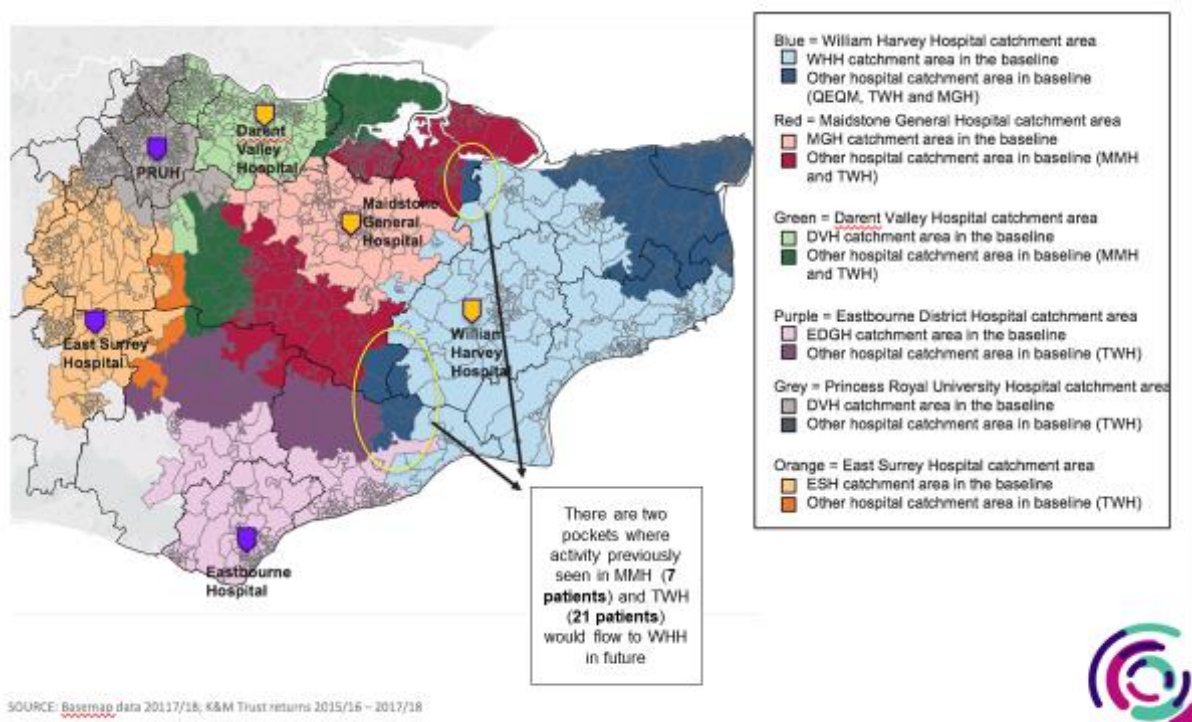 Darent
Valley
Hospital
PRUH
Maidstone
General
Hospital
East Surrey
Hospital
William
Harvey
Hospital
Eastbourne
Hospital
There are two
pockets where
activity previously
seen in MMH (7
patients) and TWH
(21 patients)
would flow to WHH
in future
Blue = William Harvey Hospital catchment area
WHH catchment area in the baseline
Other hospital catchment area in baseline
(QEQM, TWH and MGH)
Red = Maidstone General Hospital catchment area
MGH catchment area in the baseline
Other hospital catchment area in baseline (MMH
and TWH)
Green = Darent Valley Hospital catchment area
DVH catchment area in the baseline
Other hospital catchment area in baseline (MMH
and TWH)
Purple = Eastbourne District Hospital catchment area
EDGH catchment area in the baseline
Other hospital catchment area in baseline (TWH)
Grey = Princess Royal University Hospital catchment area
DVH catchment area in the baseline
Other hospital catchment area in baseline (TWH)
Orange = East Surrey Hospital catchment area
ESH catchment area in the baseline
Other hospital catchment area in baseline (TWH)
SOURCE: Basemap data 20117/18; K&M Trust returns 2015/16 – 2017/18